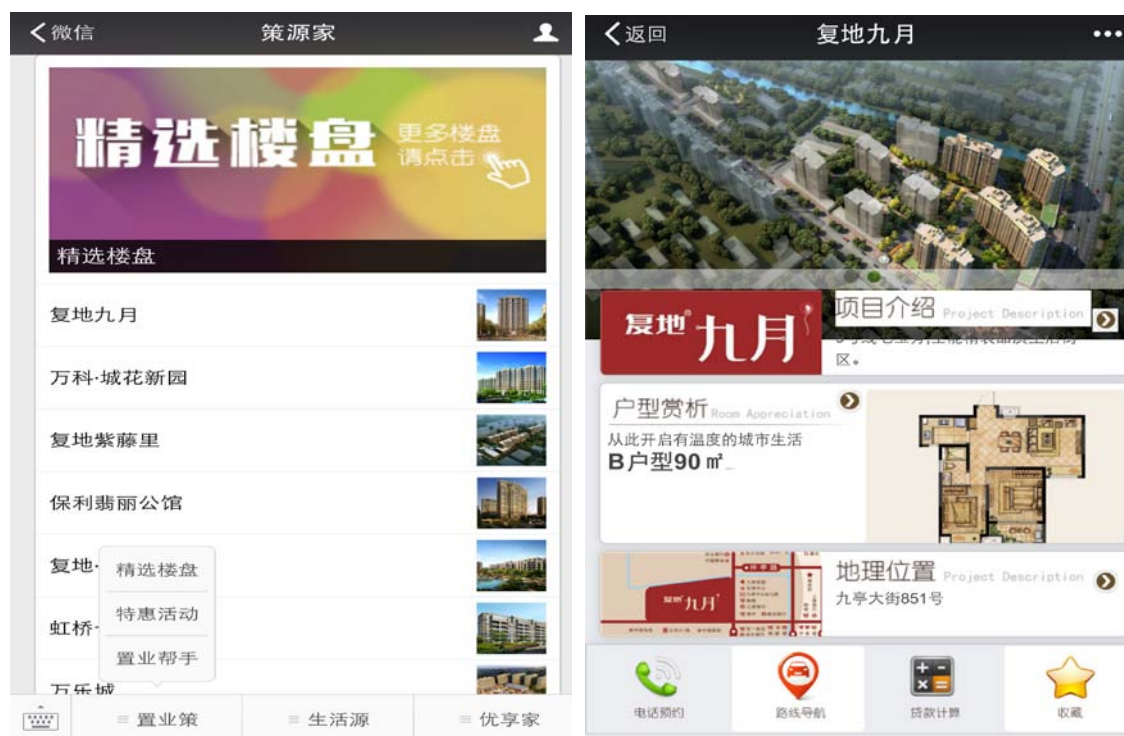 微信
策源家
精选楼盘
更多楼盘
请点击
精选楼盘
复地九月
万科·城花新园
复地紫藤里
保利翡丽公馆
复地·
虹桥·
万乐城
精选楼盘
特惠活动
置业帮手
置业策
生活源
优享家
返回
复地九月
复地®九月
项目介绍 Project Description
区。
户型赏析 Room Appreciation
从此开启有温度的城市生活
B户型90㎡
复地九月
地理位置 Project Description
九亭大街851号
电话预约
路线导航
贷款计算
收藏